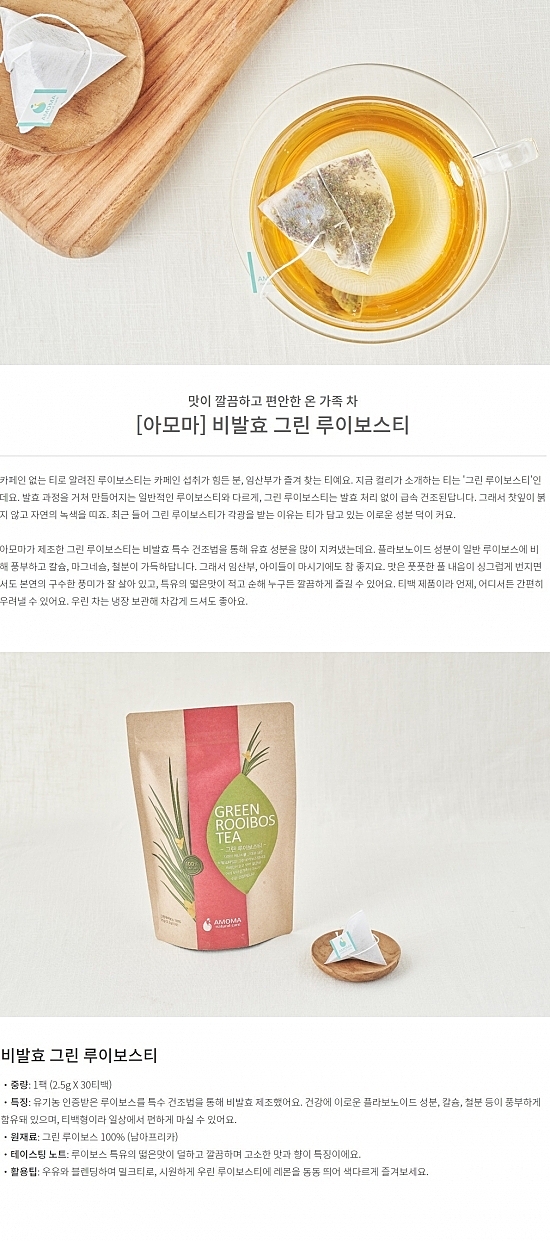 AMOMA
맛이 깔끔하고 편안한 온 가족 차
[아모마] 비발효 그린 루이보스티
카페인 없는 티로 알려진 루이보스티는 카페인 섭취가 힘든 분, 임산부가 즐겨 찾는 티예요. 지금 컬리가 소개하는 티는 '그린 루이보스티'인
데요. 발효 과정을 거쳐 만들어지는 일반적인 루이보스티와 다르게, 그린 루이보스티는 발효 처리 없이 급속 건조된답니다. 그래서 찻잎이 붉
지 않고 자연의 녹색을 띠죠. 최근 들어 그린 루이보스티가 각광을 받는 이유는 티가 담고 있는 이로운 성분 덕이 커요.
아모마가 제조한 그린 루이보스티는 비발효 특수 건조법을 통해 유효 성분을 많이 지켜냈는데요. 플라보노이드 성분이 일반 루이보스에 비
해 풍부하고 칼슘, 마그네슘, 철분이 가득하답니다. 그래서 임산부, 아이들이 마시기에도 참 좋지요. 맛은 풋풋한 풀 내음이 싱그럽게 번지면
서도 본연의 구수한 풍미가 잘 살아 있고, 특유의 떫은맛이 적고 순해 누구든 깔끔하게 즐길 수 있어요. 티백 제품이라 언제, 어디서든 간편히
우려낼 수 있어요. 우린 차는 냉장 보관해 차갑게 드셔도 좋아요.
GREEN
ROOIBOS
TEA
- 그린 루이보스티 -
AMOMA
natural care
비발효 그린 루이보스티
・중량: 1팩 (2.5g X 30티백)
・특징: 유기농 인증받은 루이보스를 특수 건조법을 통해 비발효 제조했어요. 건강에 이로운 플라보노이드 성분, 칼슘, 철분 등이 풍부하게
함유돼 있으며, 티백형이라 일상에서 편하게 마실 수 있어요.
・원재료: 그린 루이보스 100% (남아프리카)
・테이스팅 노트: 루이보스 특유의 떫은맛이 덜하고 깔끔하며 고소한 맛과 향이 특징이에요.
・활용팁: 우유와 블렌딩하여 밀크티로, 시원하게 우린 루이보스티에 레몬을 동동 띄어 색다르게 즐겨보세요.